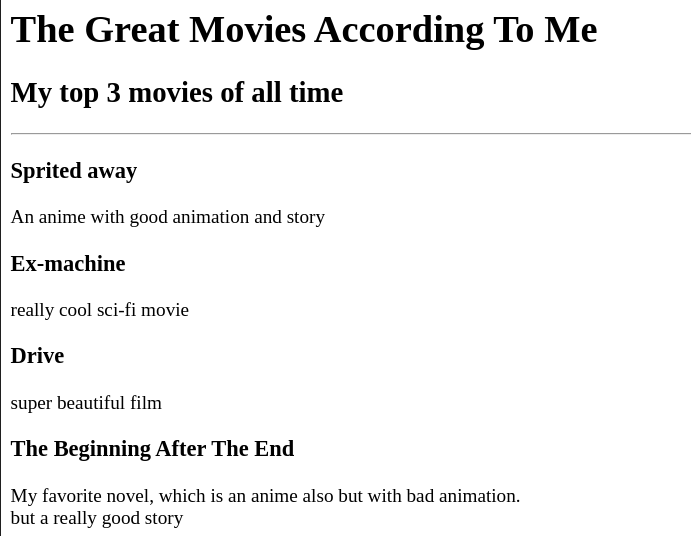 The Great Movies According To Me
My top 3 movies of all time
Sprited away
An anime with good animation and story
Ex-machine
really cool sci-fi movie
Drive
super beautiful film
The Beginning After The End
My favorite novel, which is an anime also but with bad animation.
but a really good story